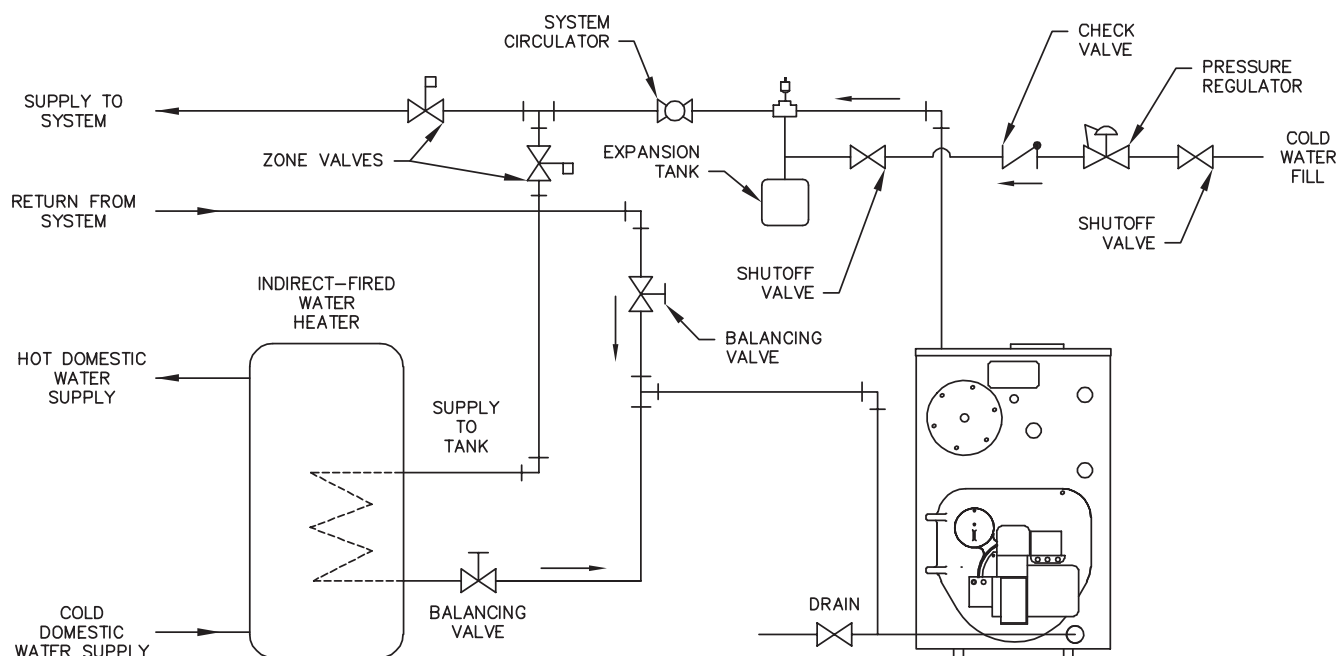 SYSTEM
CIRCULATOR
CHECK
VALVE
PRESSURE
REGULATOR
SUPPLY TO
SYSTEM
ZONE VALVES
EXPANSION
TANK
COLD
WATER
FILL
RETURN FROM
SYSTEM
SHUTOFF
VALVE
SHUTOFF
VALVE
INDIRECT-FIRED
WATER
HEATER
BALANCING
VALVE
HOT DOMESTIC
WATER
SUPPLY
SUPPLY
TO
TANK
COLD
DOMESTIC
WATER SUPPLY
BALANCING
VALVE
DRAIN